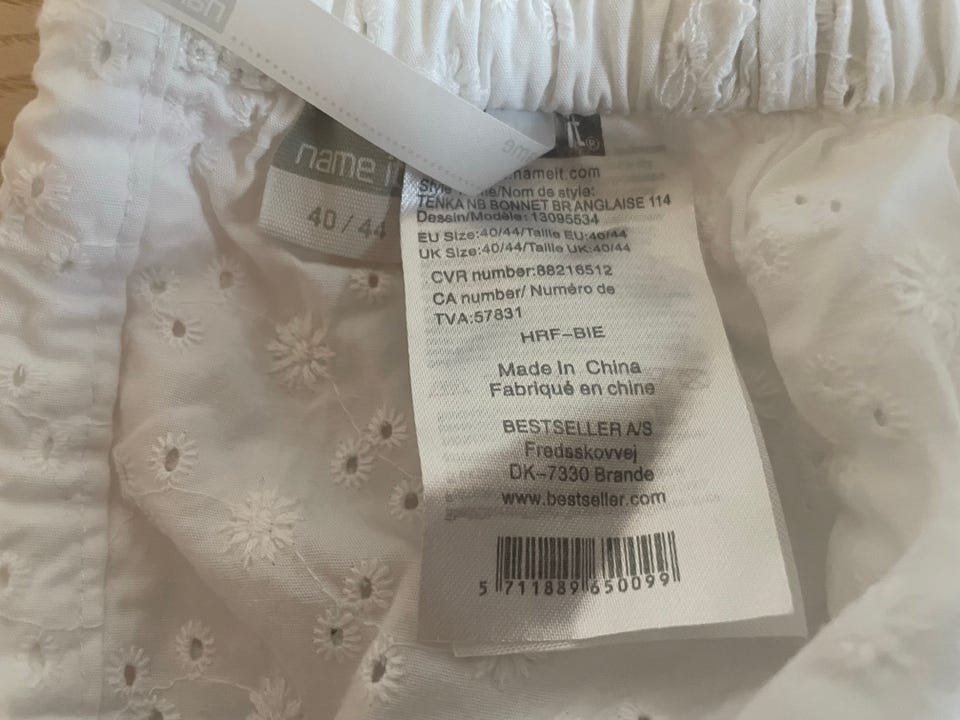 name it
40/44
it®
nameit.com
Style /Nom de style:
TENKA NB BONNET BR ANGLAISE 114
Dessin/Modèle: 13095534
EU Size:40/44/Taille EU:40/44
UK Size:40/44/Taille UK:40/44
CVR number:88216512
CA number/ Numéro de
TVA:57831
HRF-BIE
Made In China
Fabriqué en chine
BESTSELLER A/S
Fredsskovvej
DK-7330 Brande
www.bestseller.com
5 711889 650099